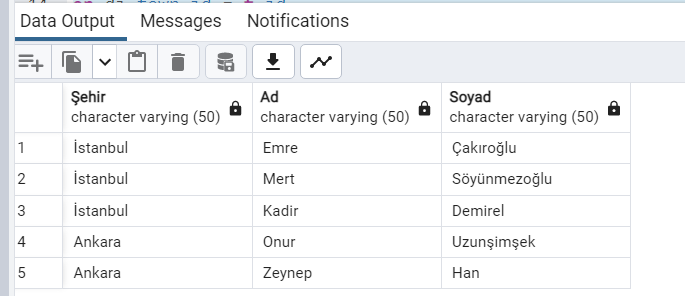 Data Output Messages Notifications
Şehir Ad Soyad
character varying (50) character varying (50) character varying (50)
1 İstanbul Emre Çakıroğlu
2 İstanbul Mert Söyünmezoğlu
3 İstanbul Kadir Demirel
4 Ankara Onur Uzunşimşek
5 Ankara Zeynep Han